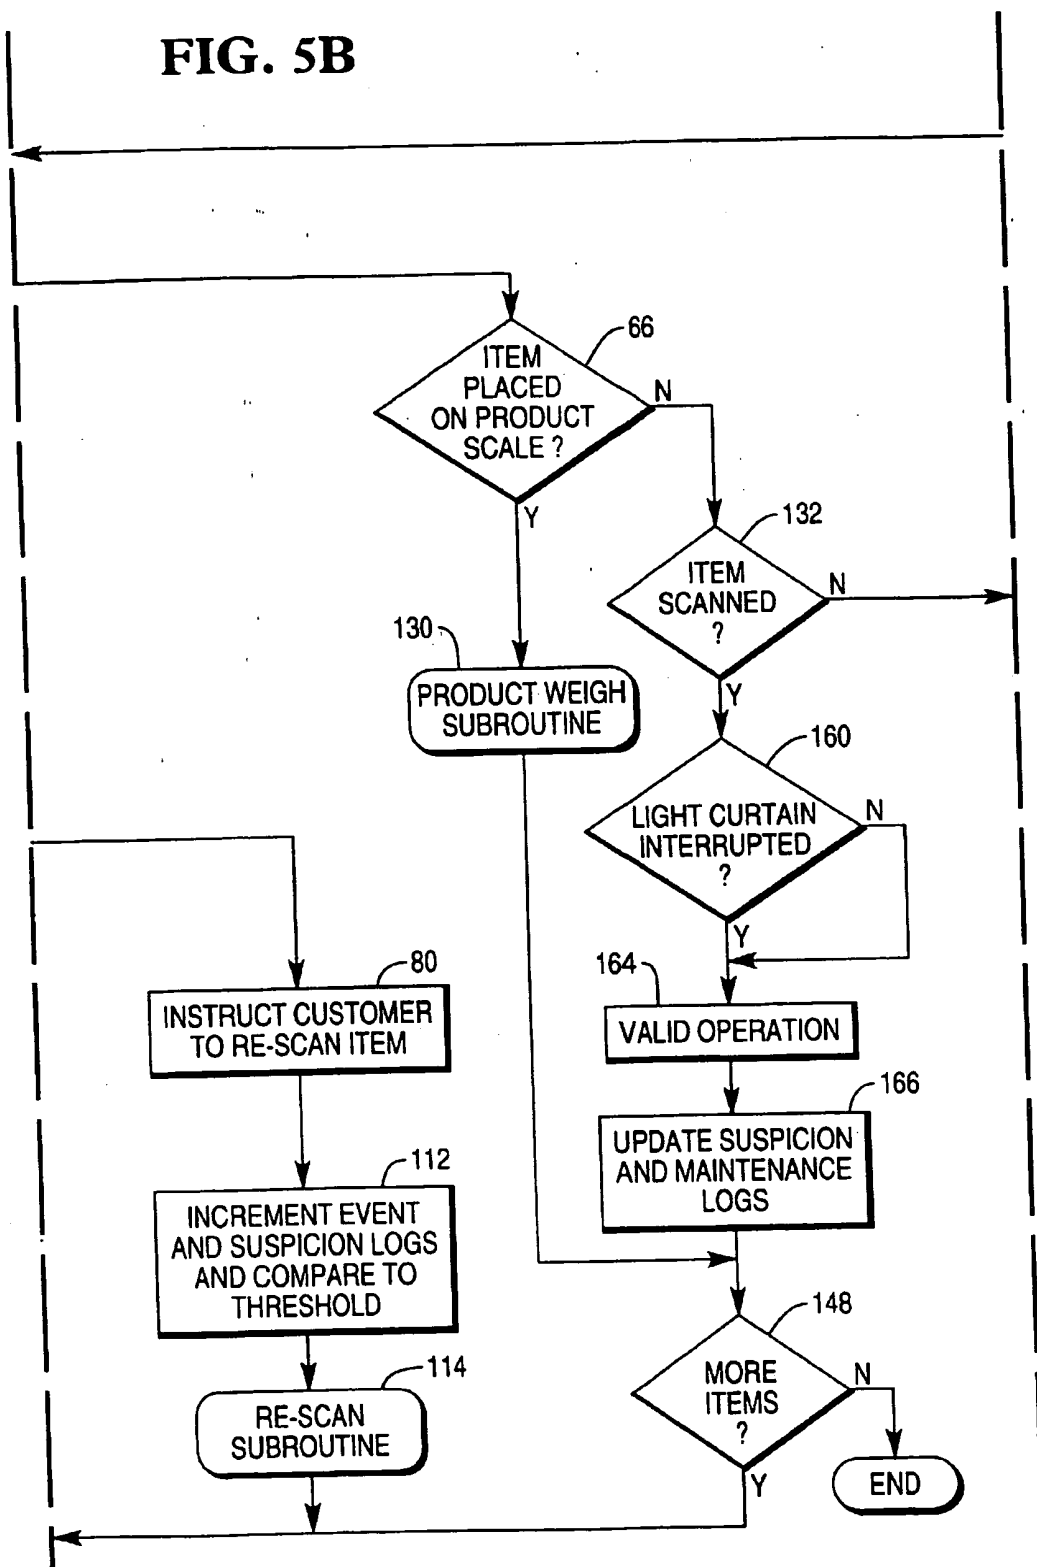 FIG. 5B
66
ITEM
PLACED
ON PRODUCT
SCALE ?
N
Y
132
ITEM
SCANNED
?
N
Y
130
PRODUCT WEIGH
SUBROUTINE
160
LIGHT CURTAIN
INTERRUPTED
?
N
Y
80
INSTRUCT CUSTOMER
TO RE-SCAN ITEM
164
VALID OPERATION
166
UPDATE SUSPICION
AND MAINTENANCE
LOGS
112
INCREMENT EVENT
AND SUSPICION LOGS
AND COMPARE TO
THRESHOLD
148
MORE
ITEMS
?
N
Y
114
RE-SCAN
SUBROUTINE
END